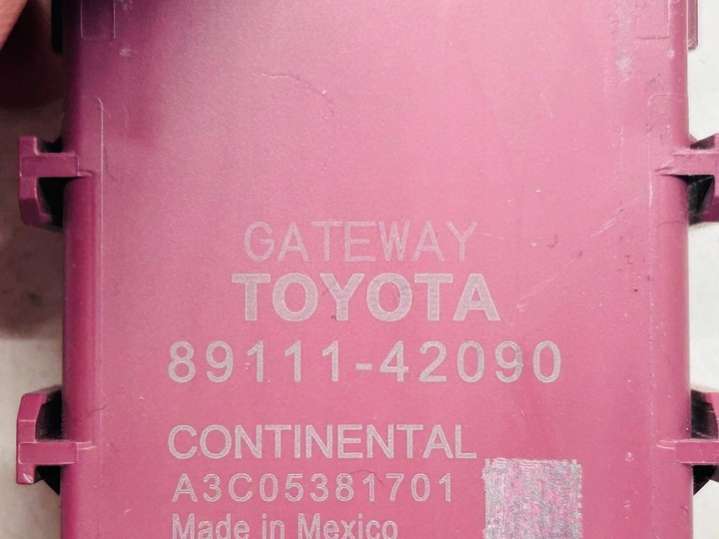 GATEWAY
TOYOTA
89111-42090
CONTINENTAL
A3C05381701
Made in Mexico